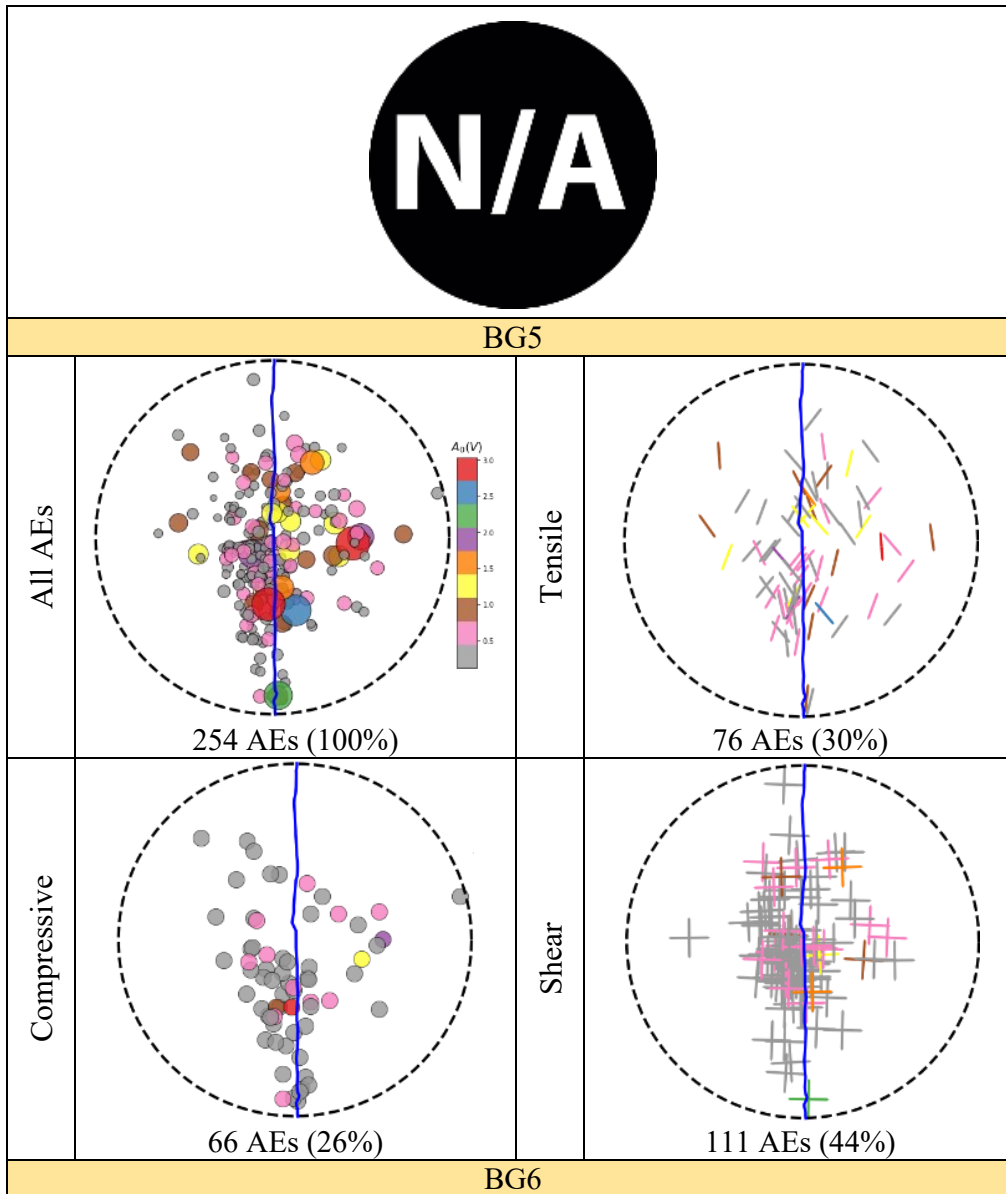 N/A
BG5
All AEs
A₀(V)
3.0
2.5
2.0
1.5
1.0
0.5
254 AEs (100%)
Tensile
76 AEs (30%)
Compressive
66 AEs (26%)
Shear
111 AEs (44%)
BG6